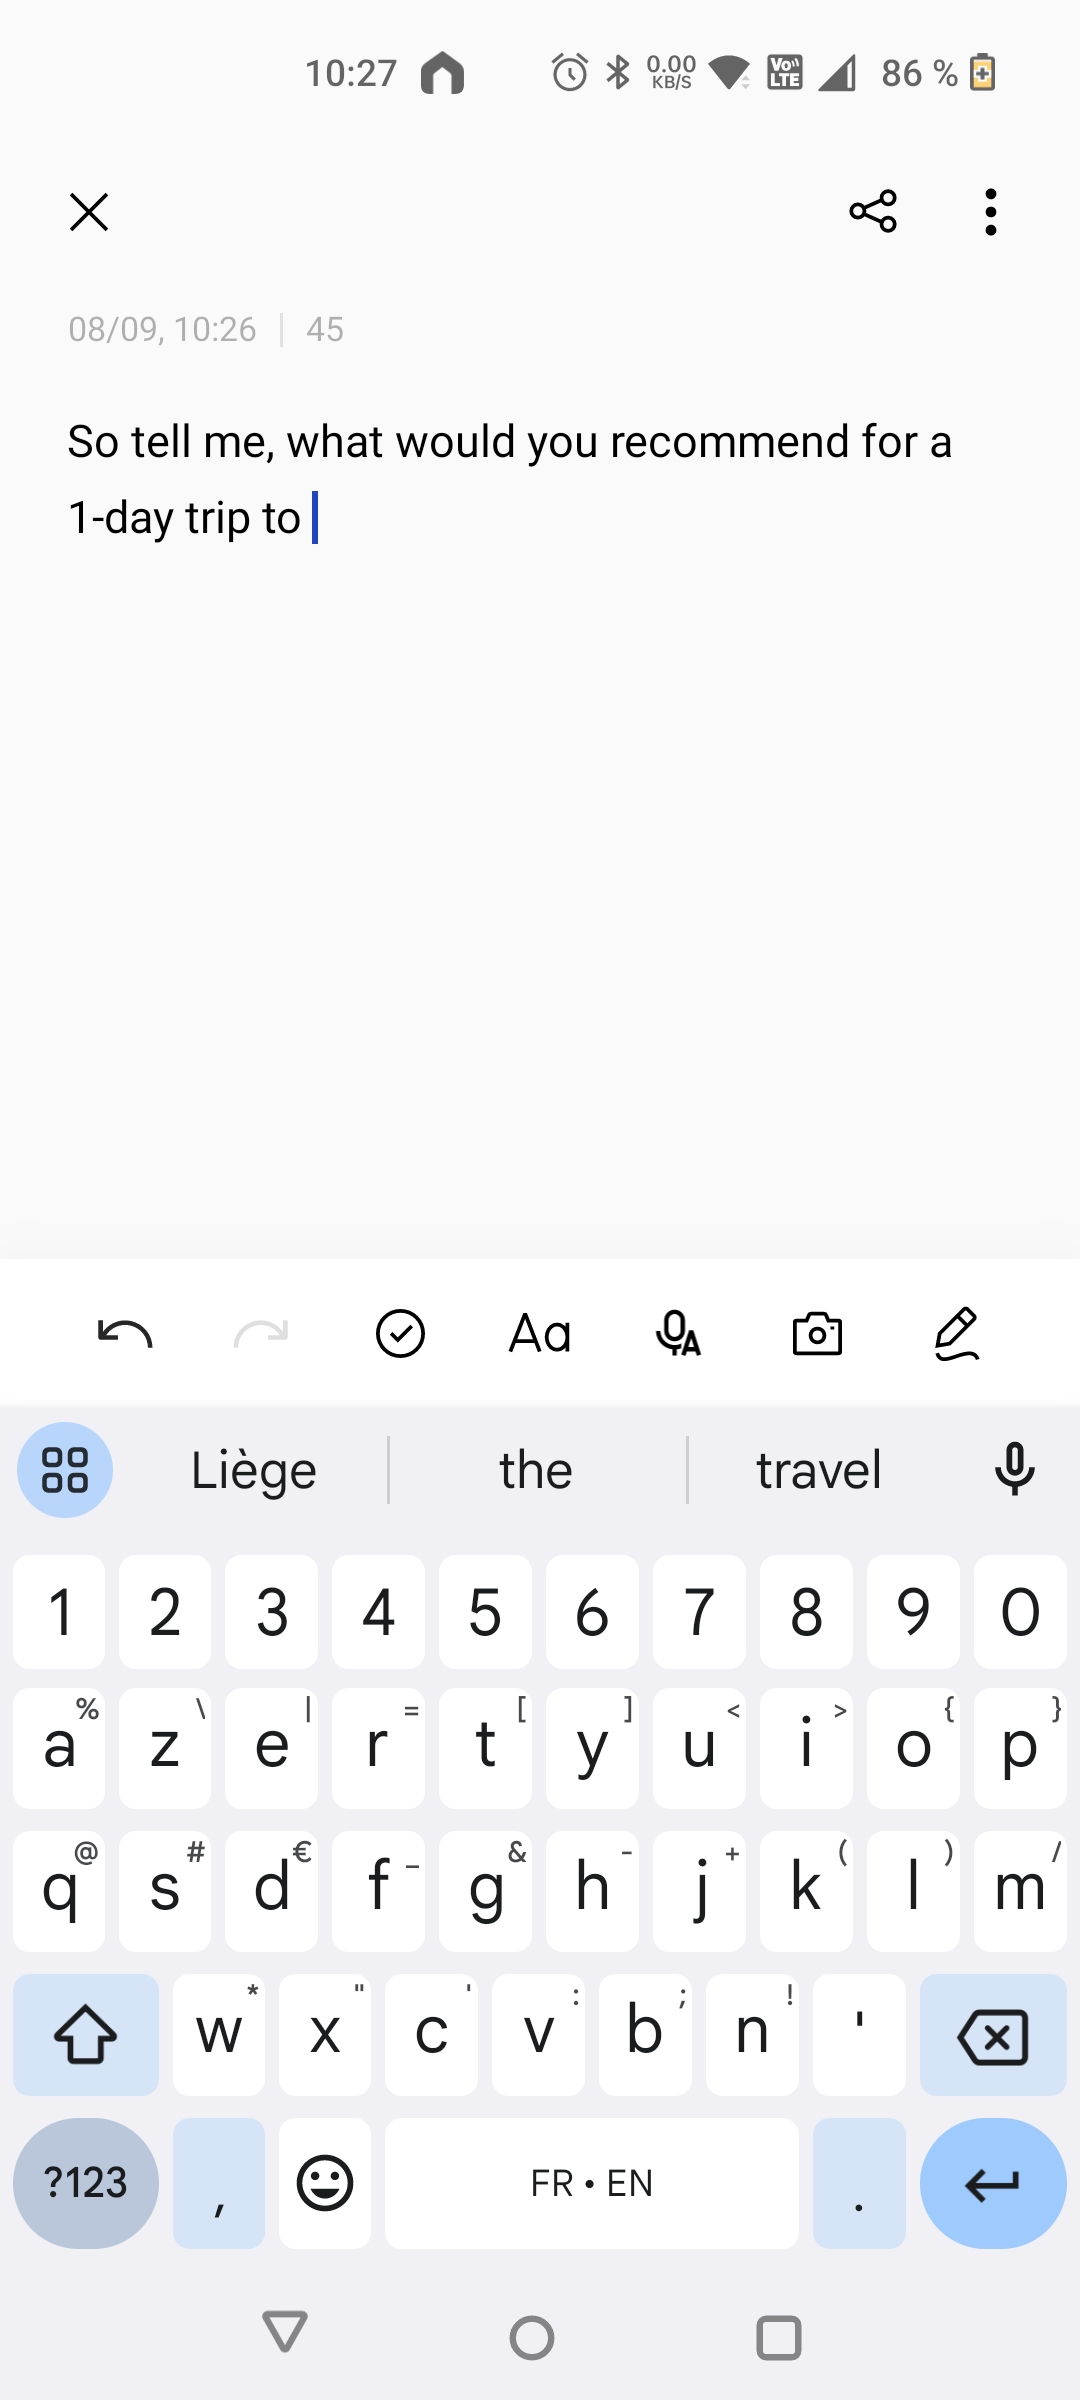 10:27 0.00 KB/S Vo)) LTE 86 %
08/09, 10:26 | 45
So tell me, what would you recommend for a
1-day trip to
Aa A
Liège the travel
1 2 3 4 5 6 7 8 9 0
a % z \ e | r = t [ y ] u < i > o { p }
q @ s # d € f _ g & h - j + k ( l ) m /
w * x " c ' v : b ; n ! '
?123 , FR • EN .